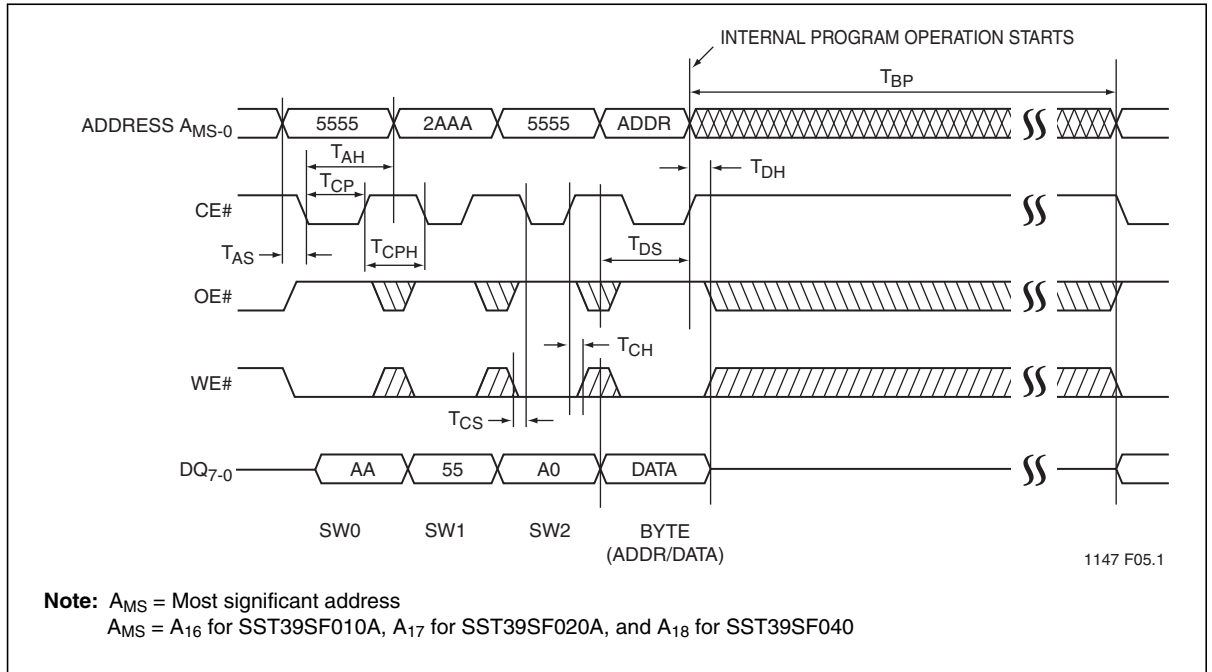 INTERNAL PROGRAM OPERATION STARTS
TBP
ADDRESS AMS-0
5555 2AAA 5555 ADDR
TAH
TDH
TCP
CE#
TAS
TCPH
TDS
OE#
TCH
WE#
TCS
DQ7-0
AA 55 A0 DATA
SW0 SW1 SW2 BYTE
(ADDR/DATA)
1147 F05.1
Note: AMS = Most significant address
AMS = A16 for SST39SF010A, A17 for SST39SF020A, and A18 for SST39SF040